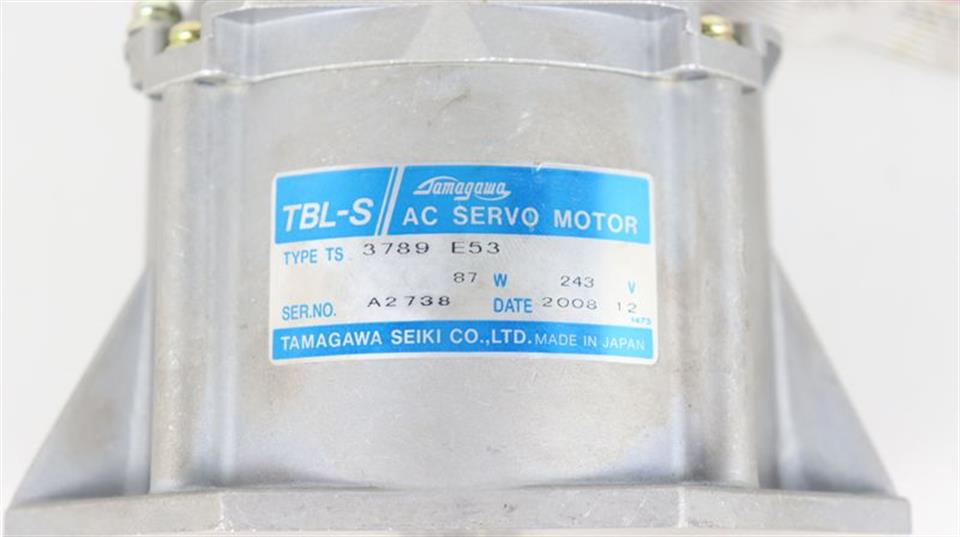 Tamagawa
TBL-S // AC SERVO MOTOR
TYPE TS 3789 E53
87 W 243 V
SER.NO. A2738 DATE 2008 12
1473
TAMAGAWA SEIKI CO.,LTD. MADE IN JAPAN